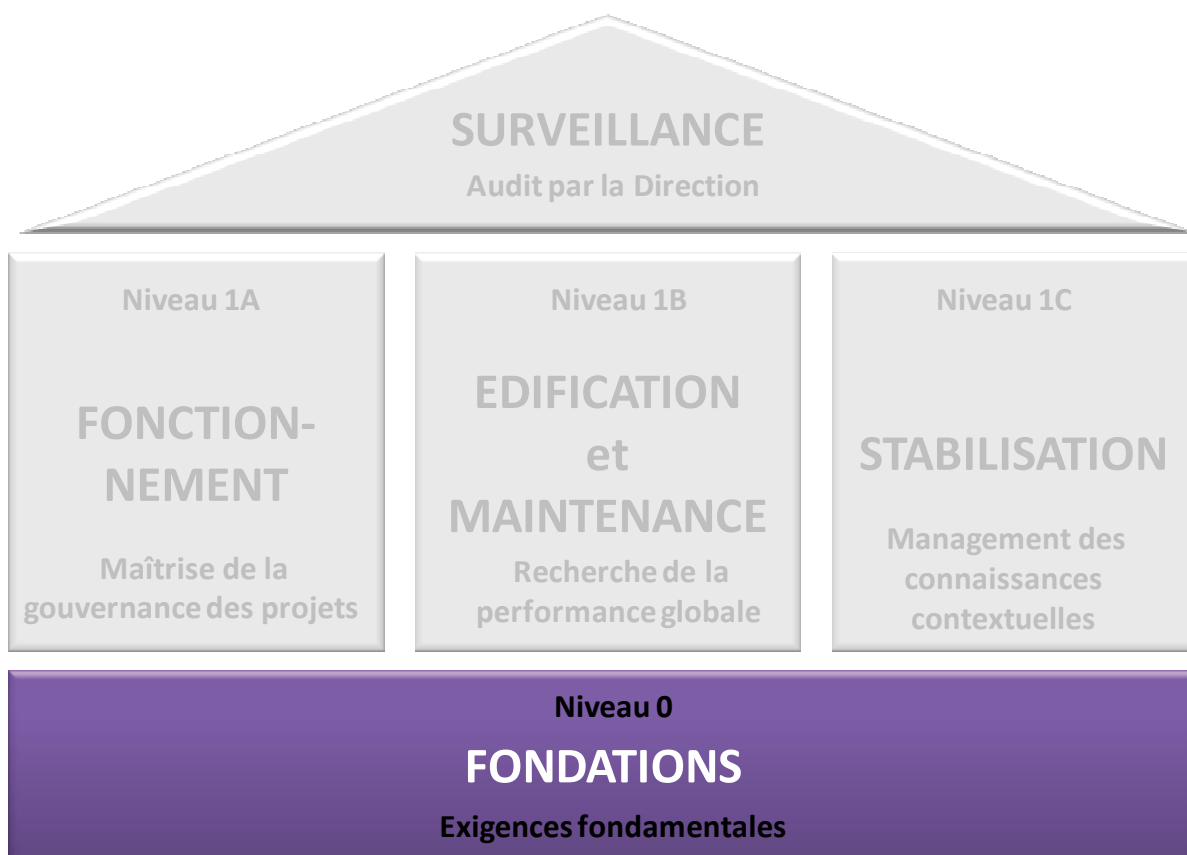 SURVEILLANCE
Audit par la Direction
Niveau 1A
FONCTION-
NEMENT
Maîtrise de la
gouvernance des projets
Niveau 1B
EDIFICATION
et
MAINTENANCE
Recherche de la
performance globale
Niveau 1C
STABILISATION
Management des
connaissances
contextuelles
Niveau 0
FONDATIONS
Exigences fondamentales